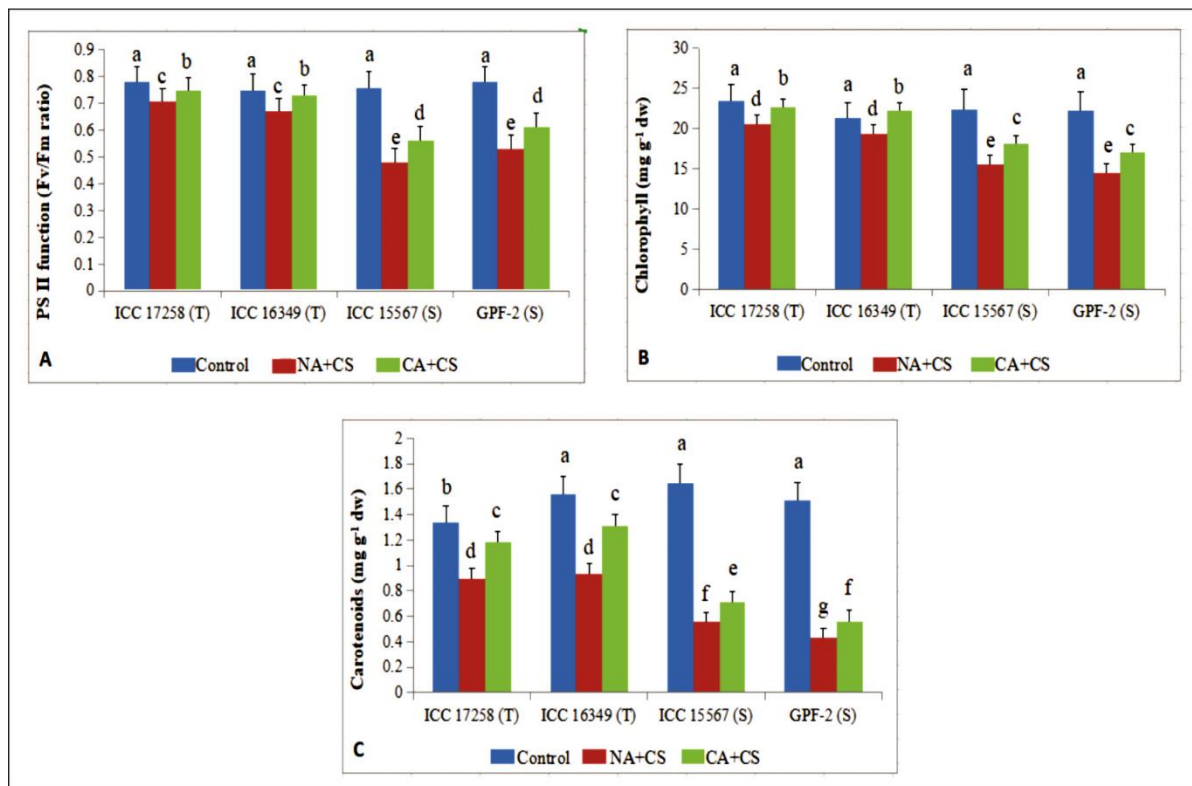 PS II function (Fv/Fm ratio)
0.9
0.8
0.7
0.6
0.5
0.4
0.3
0.2
0.1
0
a c b a c b a e d a e d
ICC 17258 (T) ICC 16349 (T) ICC 15567 (S) GPF-2 (S)
A
Control NA+CS CA+CS
Chlorophyll (mg g-1 dw)
30
25
20
15
10
5
0
a d b a d b a e c a e c
ICC 17258 (T) ICC 16349 (T) ICC 15567 (S) GPF-2 (S)
B
Control NA+CS CA+CS
Carotenoids (mg g-1 dw)
2
1.8
1.6
1.4
1.2
1
0.8
0.6
0.4
0.2
0
b d c a d c a f e a g f
ICC 17258 (T) ICC 16349 (T) ICC 15567 (S) GPF-2 (S)
C
Control NA+CS CA+CS